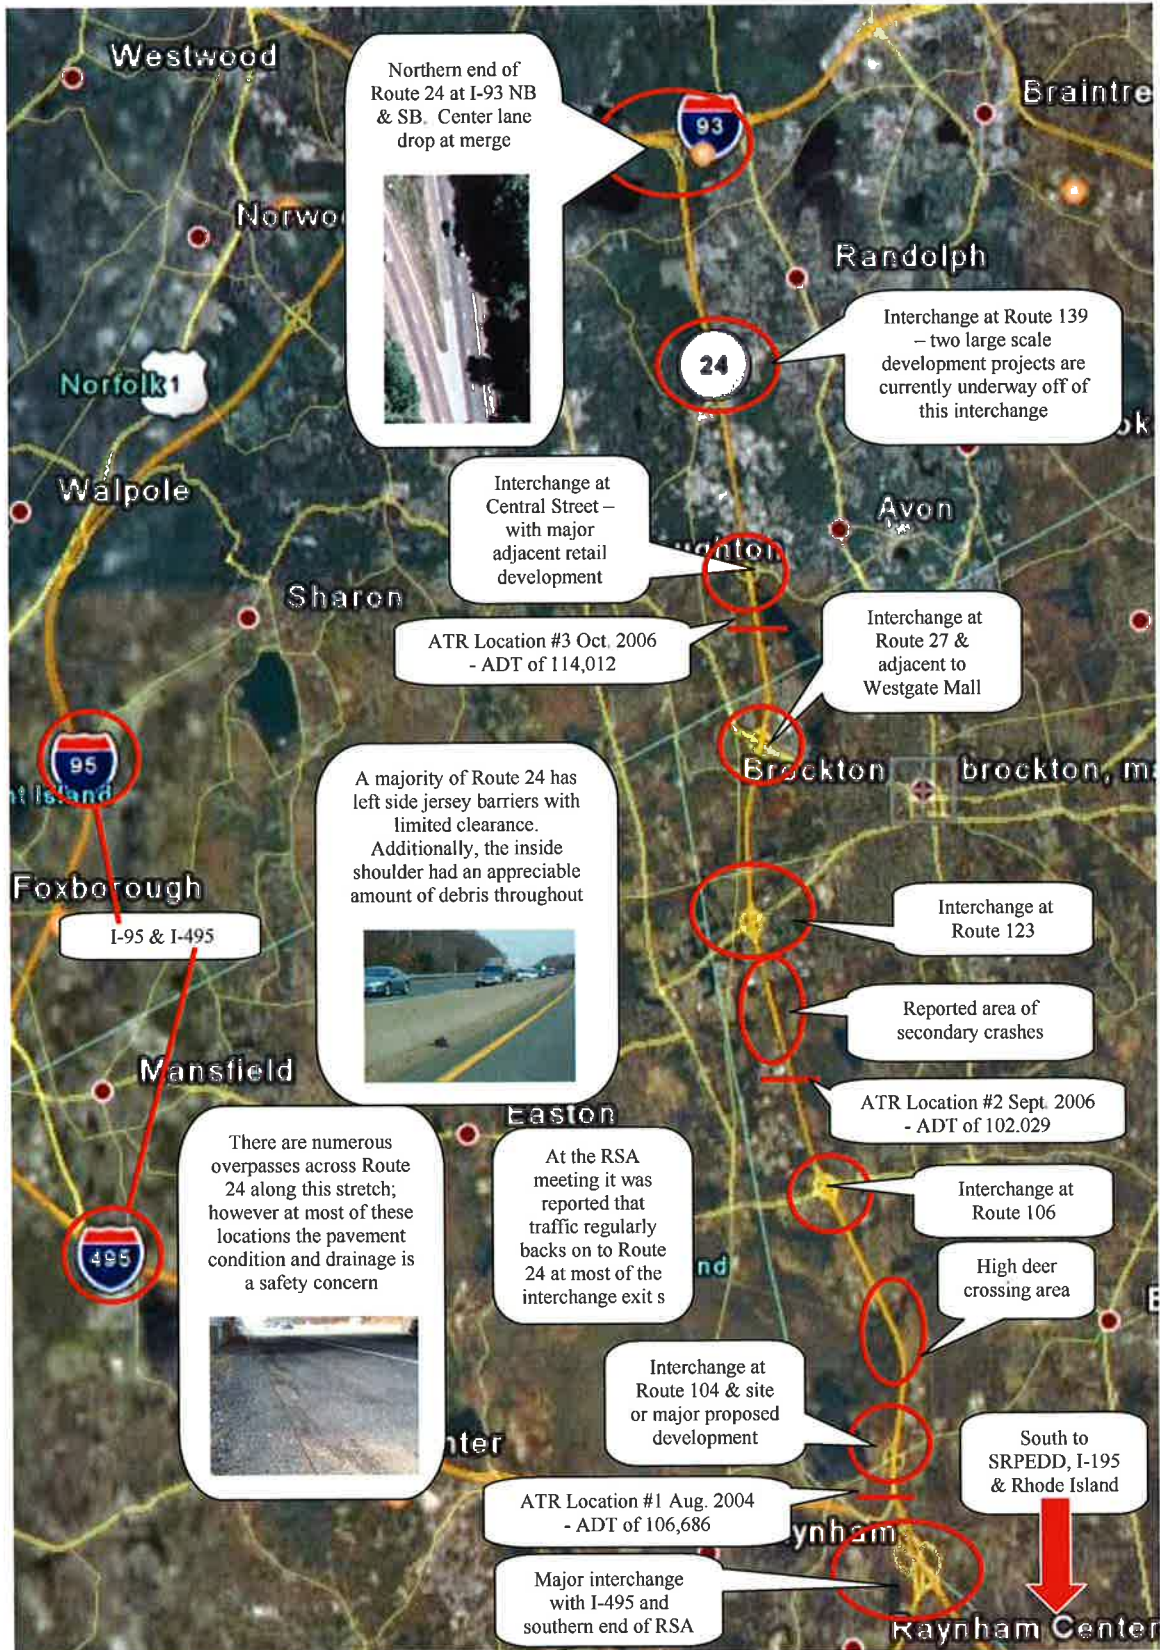 Westwood
Northern end of
Route 24 at I-93 NB
& SB. Center lane
drop at merge
93
Braintre
Norwo
Randolph
Interchange at Route 139
– two large scale
development projects are
currently underway off of
this interchange
24
Norfolk
1
ok
Walpole
Interchange at
Central Street –
with major
adjacent retail
development
ughton
Avon
Sharon
ATR Location #3 Oct. 2006
- ADT of 114,012
Interchange at
Route 27 &
adjacent to
Westgate Mall
95
nt Island
Brockton
brockton, ma
A majority of Route 24 has
left side jersey barriers with
limited clearance.
Additionally, the inside
shoulder had an appreciable
amount of debris throughout
Foxborough
I-95 & I-495
Interchange at
Route 123
Reported area of
secondary crashes
Mansfield
ATR Location #2 Sept. 2006
- ADT of 102.029
Easton
There are numerous
overpasses across Route
24 along this stretch;
however at most of these
locations the pavement
condition and drainage is
a safety concern
At the RSA
meeting it was
reported that
traffic regularly
backs on to Route
24 at most of the
interchange exit s
Interchange at
Route 106
495
nd
High deer
crossing area
Interchange at
Route 104 & site
or major proposed
development
nter
South to
SRPEDD, I-195
& Rhode Island
ATR Location #1 Aug. 2004
- ADT of 106,686
ynham
Major interchange
with I-495 and
southern end of RSA
Raynham Center